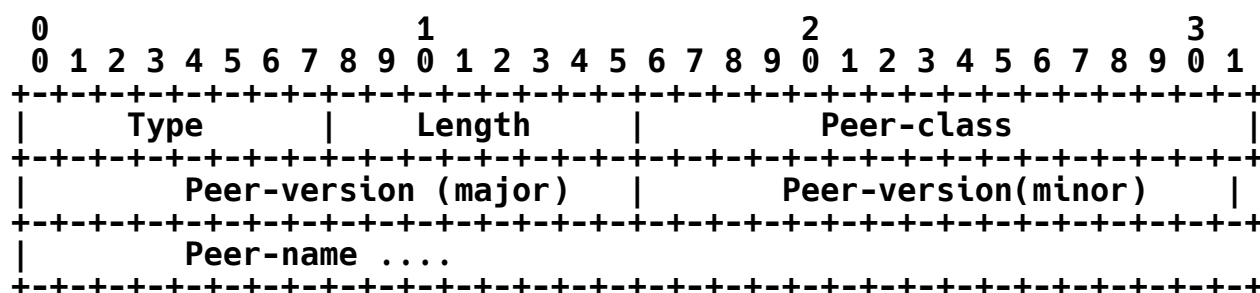 0                   1                   2                   3
 0 1 2 3 4 5 6 7 8 9 0 1 2 3 4 5 6 7 8 9 0 1 2 3 4 5 6 7 8 9 0 1
+-+-+-+-+-+-+-+-+-+-+-+-+-+-+-+-+-+-+-+-+-+-+-+-+-+-+-+-+-+-+-+-+
|     Type      |    Length     |         Peer-class            |
+-+-+-+-+-+-+-+-+-+-+-+-+-+-+-+-+-+-+-+-+-+-+-+-+-+-+-+-+-+-+-+-+
|        Peer-version (major)   |       Peer-version(minor)    |
+-+-+-+-+-+-+-+-+-+-+-+-+-+-+-+-+-+-+-+-+-+-+-+-+-+-+-+-+-+-+-+-+
|        Peer-name ....
+-+-+-+-+-+-+-+-+-+-+-+-+-+-+-+-+-+-+-+-+-+-+-+-+-+-+-+-+-+-+-+-+